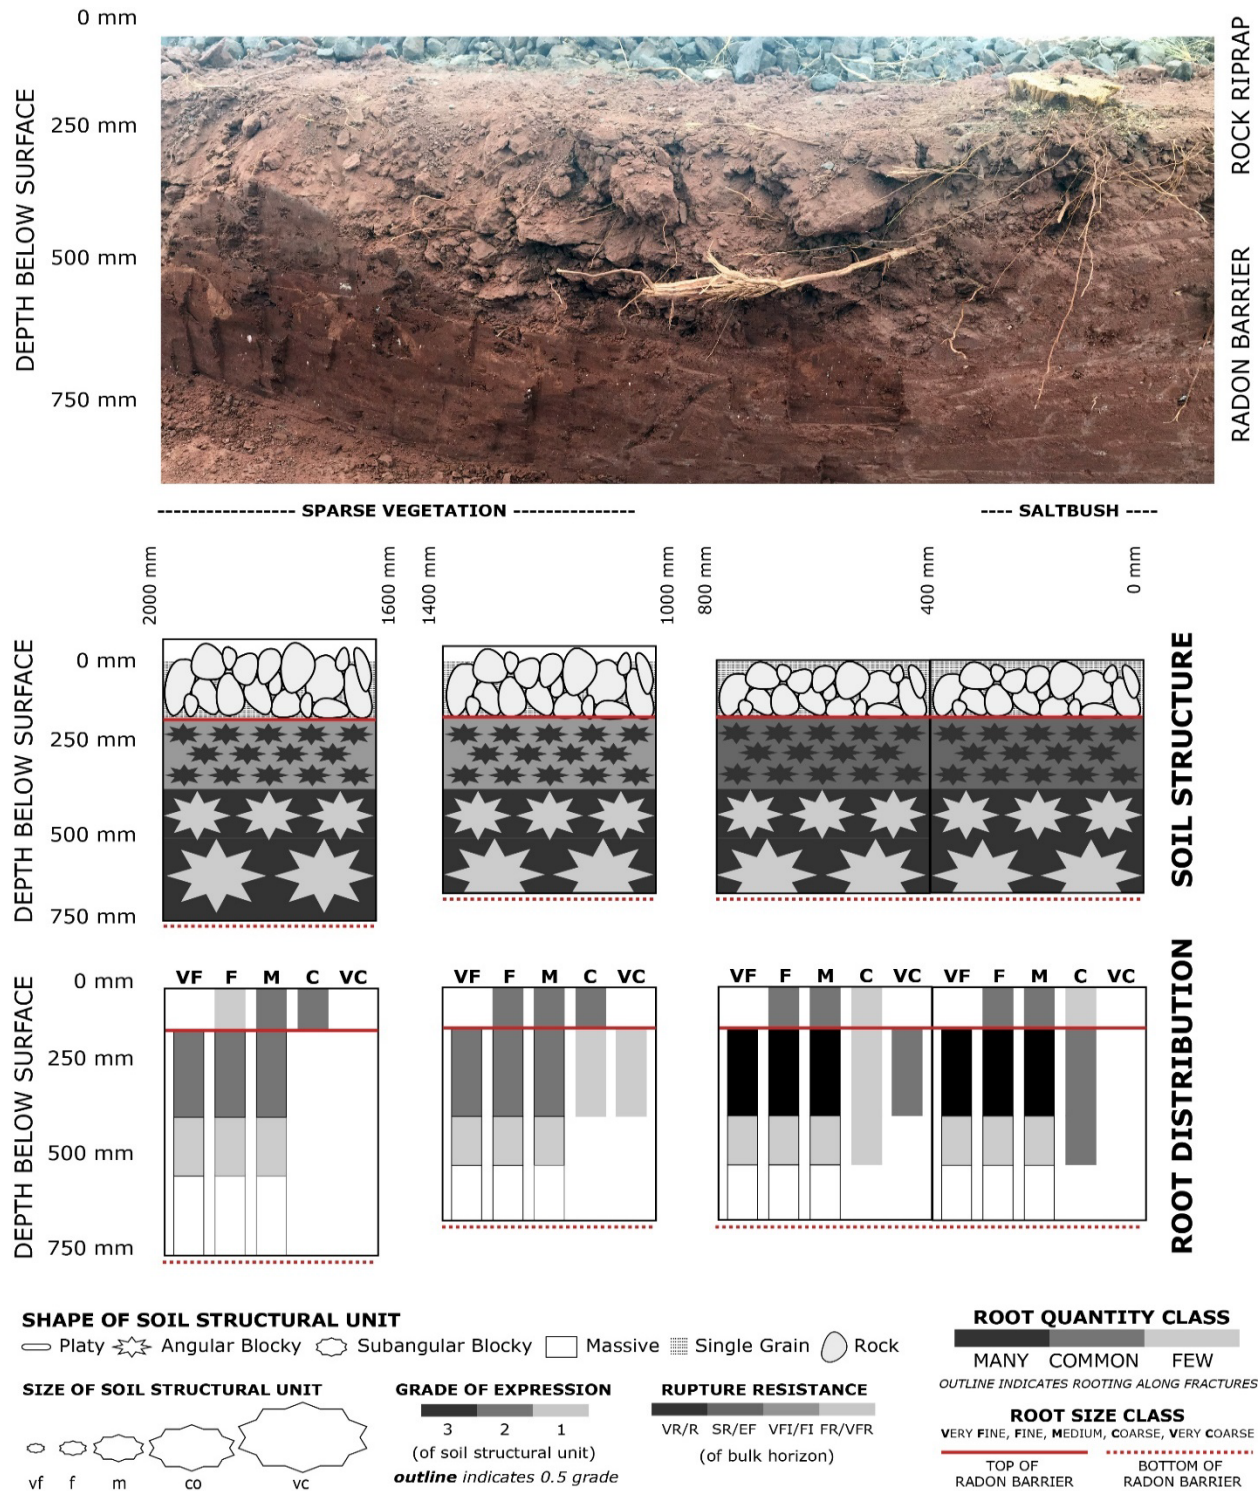 0 mm
250 mm
500 mm
750 mm
DEPTH BELOW SURFACE
ROCK RIPRAP
RADON BARRIER
---------------- SPARSE VEGETATION --------------
---- SALTBUSH ----
2000 mm
1600 mm
1400 mm
1000 mm
800 mm
400 mm
0 mm
DEPTH BELOW SURFACE
0 mm
250 mm
500 mm
750 mm
SOIL STRUCTURE
DEPTH BELOW SURFACE
0 mm
250 mm
500 mm
750 mm
VF F M C VC
VF F M C VC
VF F M C VC
VF F M C VC
ROOT DISTRIBUTION
SHAPE OF SOIL STRUCTURAL UNIT
Platy Angular Blocky Subangular Blocky Massive Single Grain Rock
SIZE OF SOIL STRUCTURAL UNIT
vf f m co vc
GRADE OF EXPRESSION
3 2 1
(of soil structural unit)
outline indicates 0.5 grade
RUPTURE RESISTANCE
VR/R SR/EF VFI/FI FR/VFR
(of bulk horizon)
ROOT QUANTITY CLASS
MANY COMMON FEW
OUTLINE INDICATES ROOTING ALONG FRACTURES
ROOT SIZE CLASS
VERY FINE, FINE, MEDIUM, COARSE, VERY COARSE
TOP OF
RADON BARRIER
BOTTOM OF
RADON BARRIER